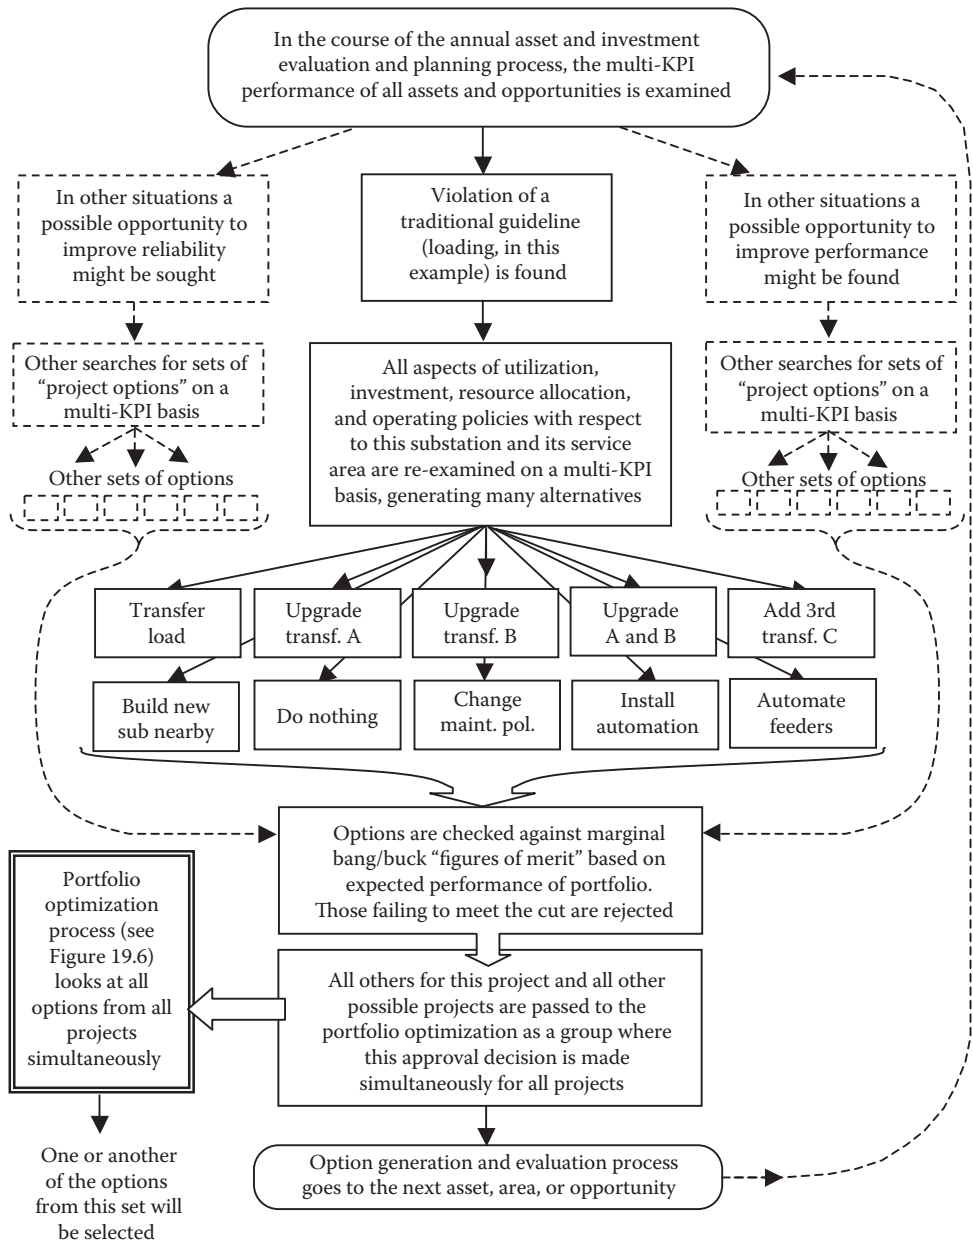 In the course of the annual asset and investment
evaluation and planning process, the multi-KPI
performance of all assets and opportunities is examined
In other situations a
possible opportunity to
improve reliability
might be sought
Violation of a
traditional guideline
(loading, in this
example) is found
In other situations a
possible opportunity to
improve performance
might be found
Other searches for sets of
“project options” on a
multi-KPI basis
All aspects of utilization,
investment, resource allocation,
and operating policies with respect
to this substation and its service
area are re-examined on a multi-KPI
basis, generating many alternatives
Other searches for sets of
“project options” on a
multi-KPI basis
Other sets of options
Other sets of options
Transfer
load
Upgrade
transf. A
Upgrade
transf. B
Upgrade
A and B
Add 3rd
transf. C
Build new
sub nearby
Do nothing
Change
maint. pol.
Install
automation
Automate
feeders
Options are checked against marginal
bang/buck “figures of merit” based on
expected performance of portfolio.
Those failing to meet the cut are rejected
Portfolio
optimization
process (see
Figure 19.6)
looks at all
options from all
projects
simultaneously
All others for this project and all other
possible projects are passed to the
portfolio optimization as a group where
this approval decision is made
simultaneously for all projects
One or another
of the options
from this set will
be selected
Option generation and evaluation process
goes to the next asset, area, or opportunity